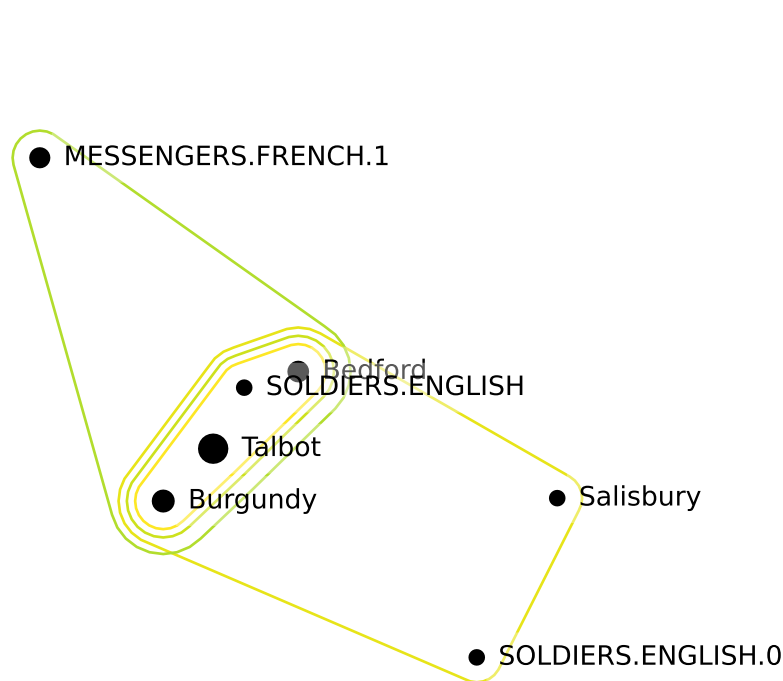 MESSENGERS.FRENCH.1
Bedford
SOLDIERS.ENGLISH
Talbot
Burgundy
Salisbury
SOLDIERS.ENGLISH.0